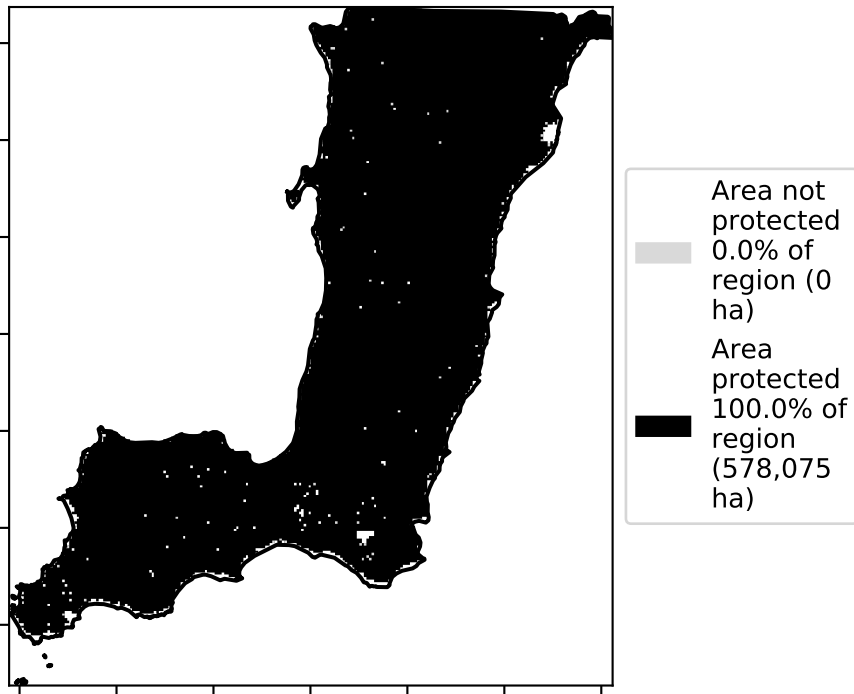 Area not
protected
0.0% of
region (0
ha)
Area
protected
100.0% of
region
(578,075
ha)